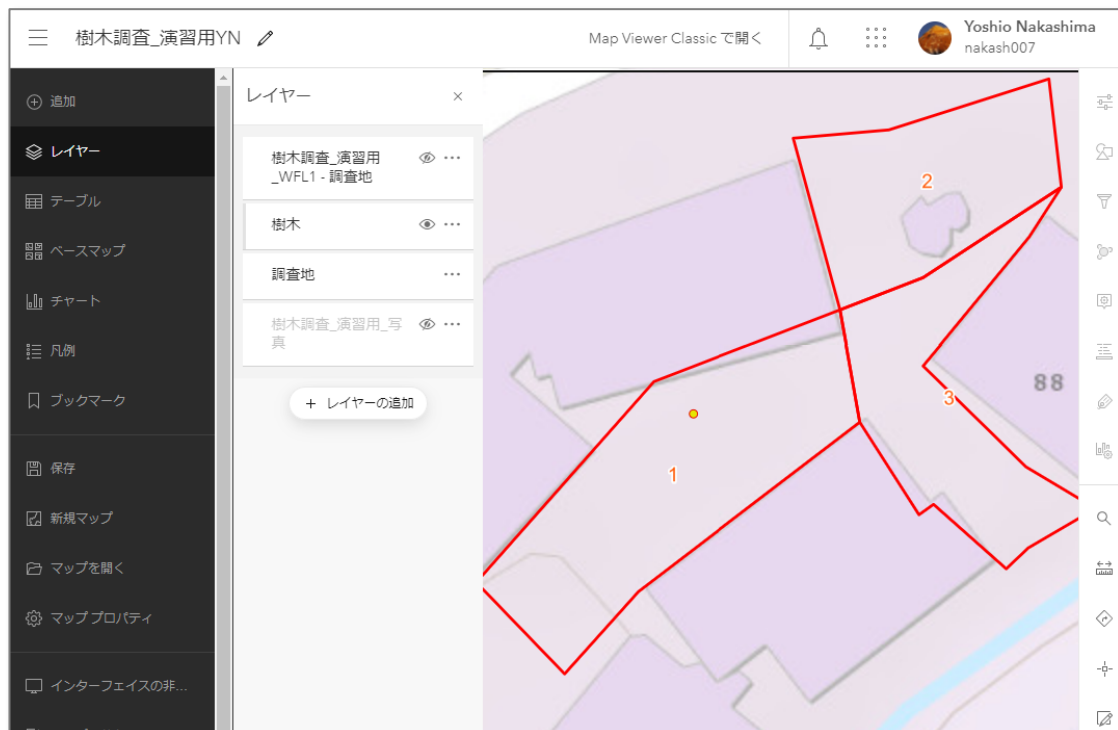 樹木調査_演習用YN
Map Viewer Classic で開く
Yoshio Nakashima
nakash007
追加
レイヤー
テーブル
ベースマップ
チャート
凡例
ブックマーク
保存
新規マップ
マップを開く
マップ プロパティ
インターフェイスの非...
レイヤー
樹木調査_演習用
_WFL1 - 調査地
樹木
調査地
樹木調査_演習用_写
真
+ レイヤーの追加
2
88
3
1